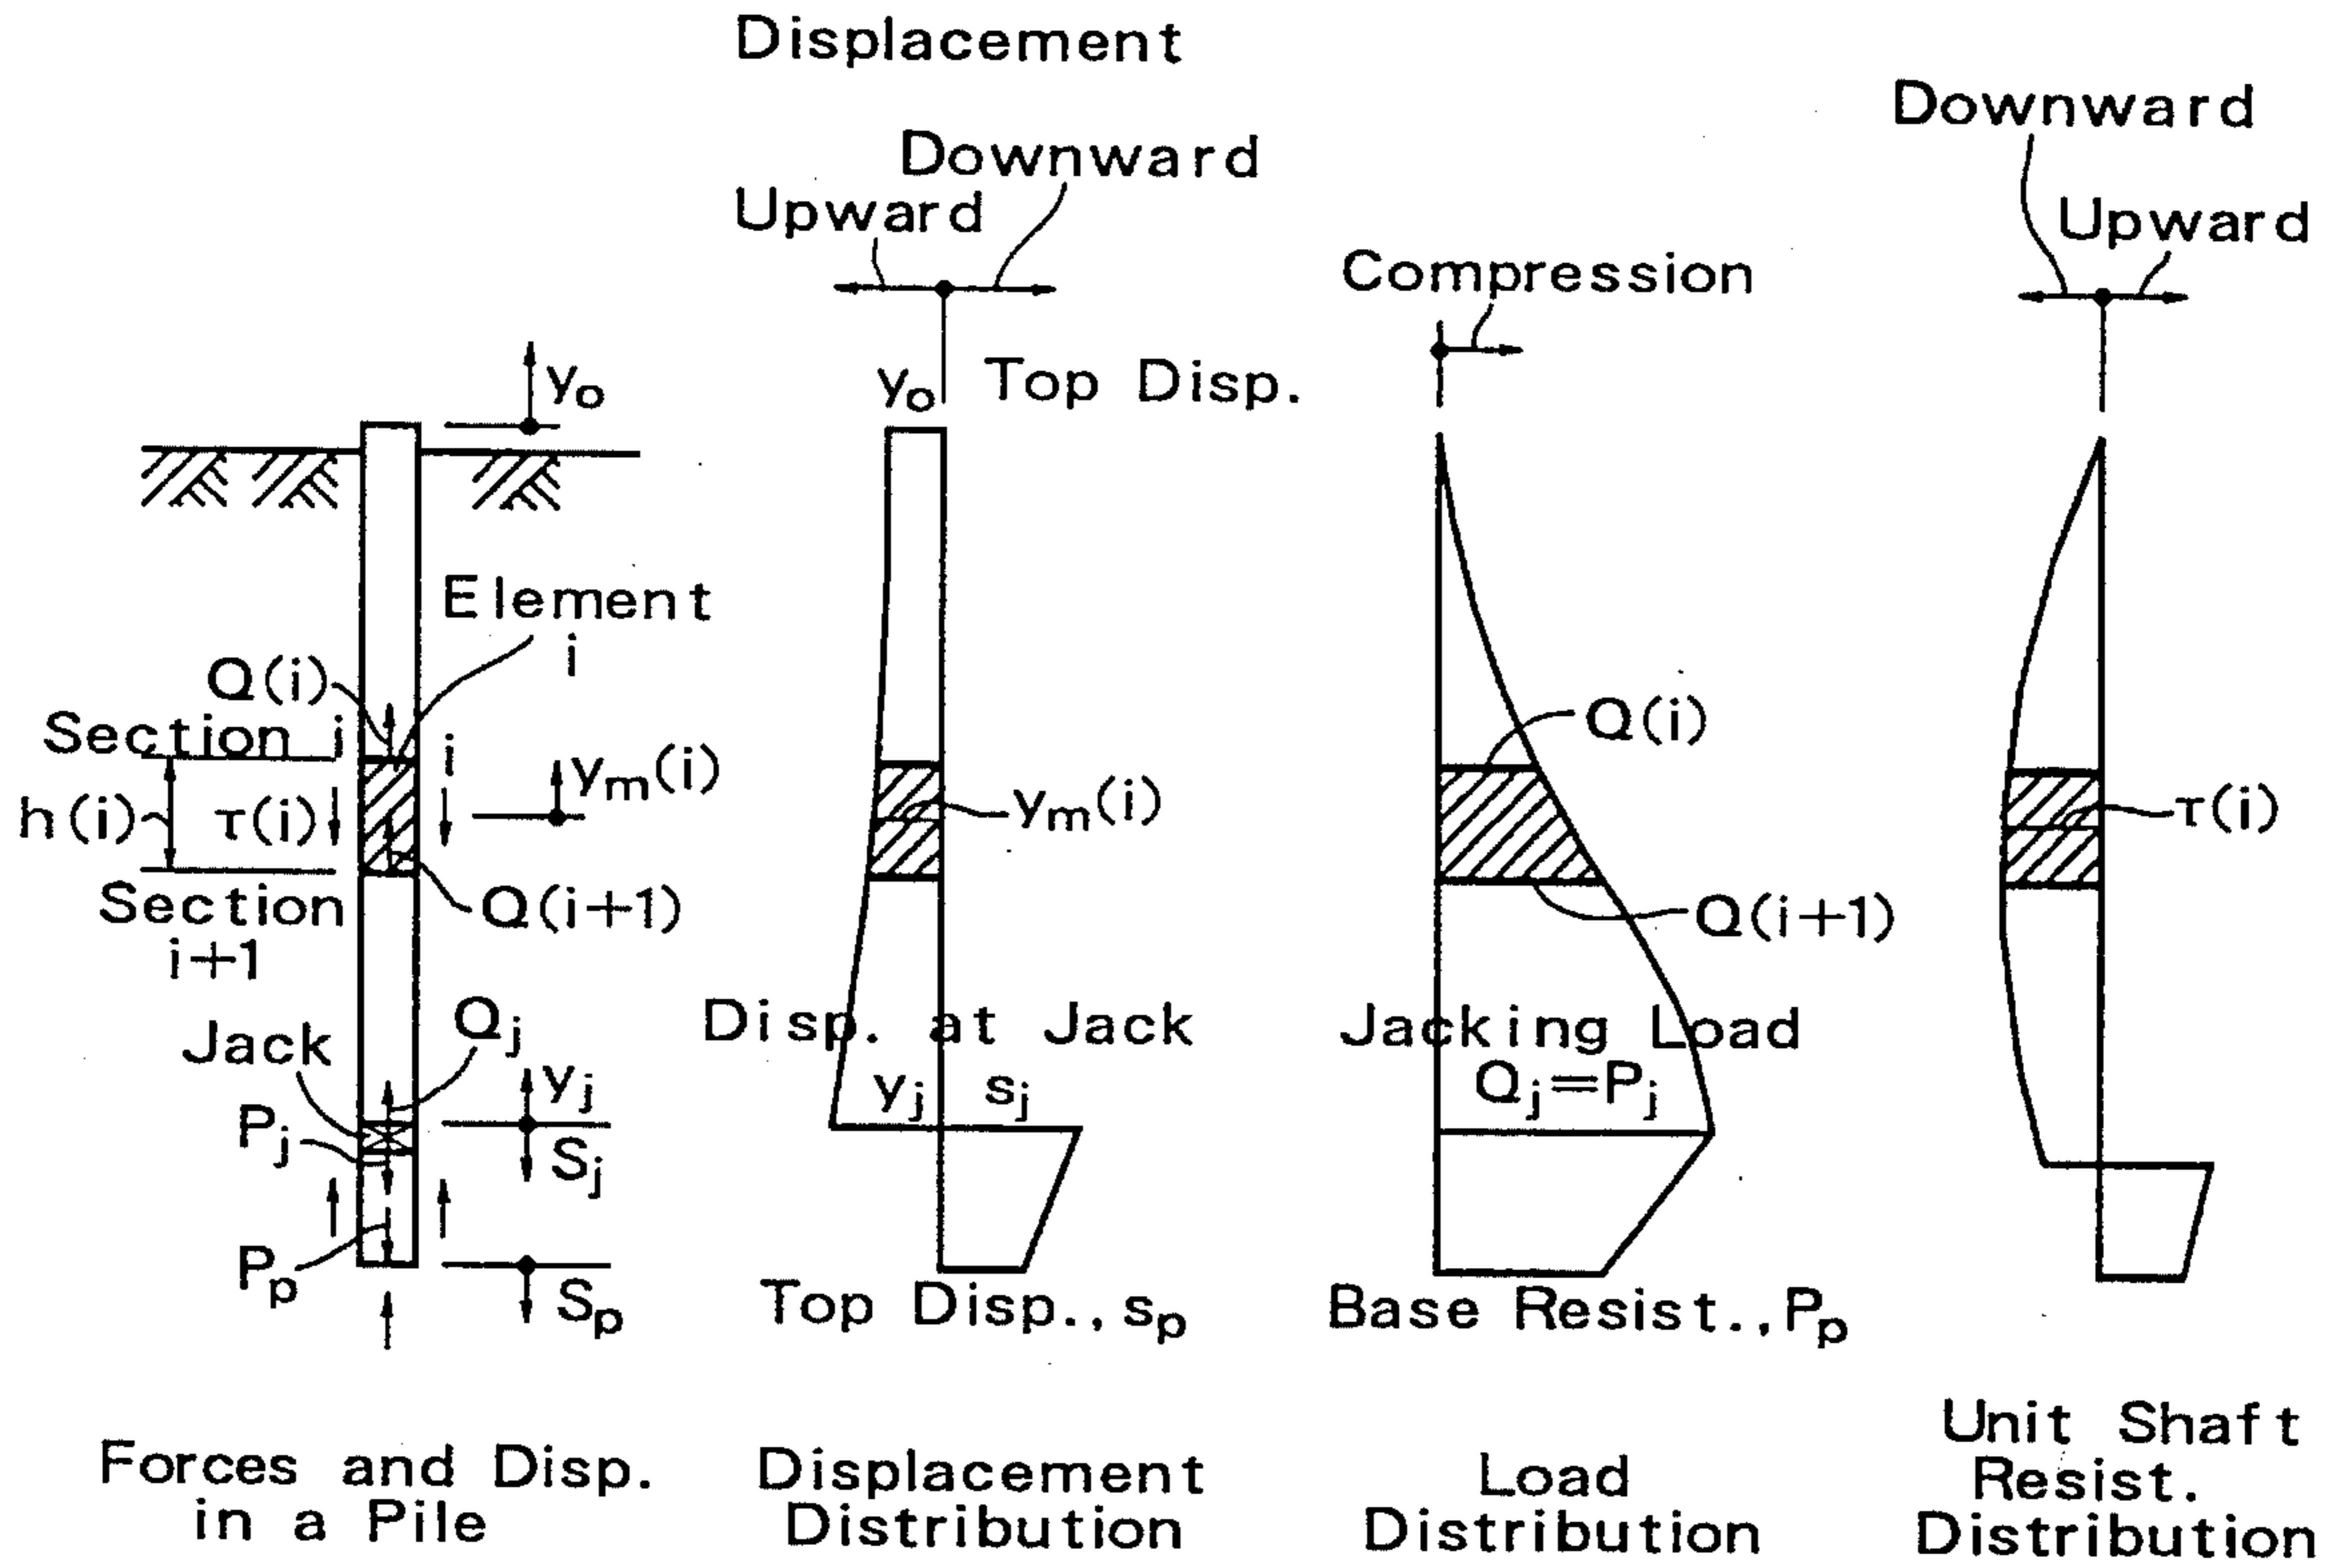 Displacement
Downward
Upward
Downward
Upward
Compression
yo
yo
Top Disp.
Element
i
Q(i)
Section i
i
ym(i)
h(i)
τ(i)
Section
i+1
Q(i+1)
ym(i)
Q(i)
Q(i+1)
τ(i)
Jack
Qj
yj
Pj
Sj
Pp
Sp
Disp. at Jack
yj
sj
Top Disp., sp
Jacking Load
Qj=Pj
Base Resist., Pp
Forces and Disp.
in a Pile
Displacement
Distribution
Load
Distribution
Unit Shaft
Resist.
Distribution